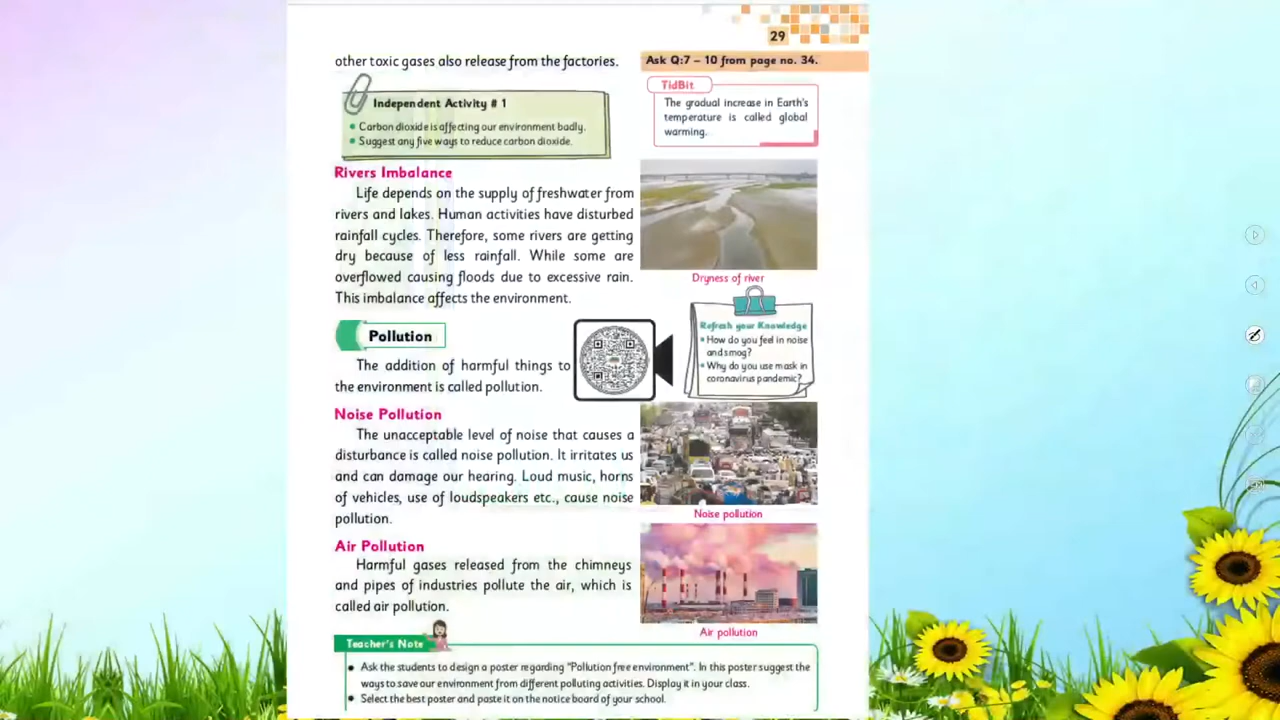 29
other toxic gases also release from the factories.
Ask Q:7 – 10 from page no. 34.
Independent Activity # 1
• Carbon dioxide is affecting our environment badly.
• Suggest any five ways to reduce carbon dioxide.
TidBit
The gradual increase in Earth's
temperature is called global
warming.
Rivers Imbalance
Life depends on the supply of freshwater from
rivers and lakes. Human activities have disturbed
rainfall cycles. Therefore, some rivers are getting
dry because of less rainfall. While some are
overflowed causing floods due to excessive rain.
This imbalance affects the environment.
Dryness of river
Pollution
The addition of harmful things to
the environment is called pollution.
Refresh your Knowledge
• How do you feel in noise
and smog?
• Why do you use mask in
coronavirus pandemic?
Noise Pollution
The unacceptable level of noise that causes a
disturbance is called noise pollution. It irritates us
and can damage our hearing. Loud music, horns
of vehicles, use of loudspeakers etc., cause noise
pollution.
Noise pollution
Air Pollution
Harmful gases released from the chimneys
and pipes of industries pollute the air, which is
called air pollution.
Air pollution
Teacher's Note
• Ask the students to design a poster regarding "Pollution free environment". In this poster suggest the
ways to save our environment from different polluting activities. Display it in your class.
• Select the best poster and paste it on the notice board of your school.